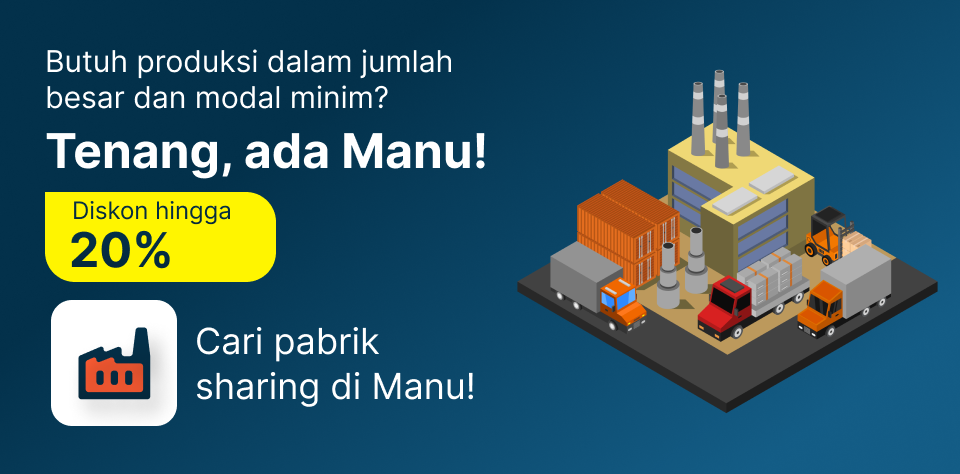 Butuh produksi dalam jumlah
besar dan modal minim?
Tenang, ada Manu!
Diskon hingga
20%
Cari pabrik
sharing di Manu!